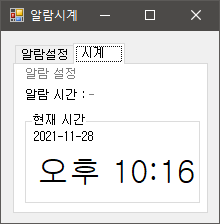 알람시계
알람설정 시계
알람 설정
알람 시간 : -
현재 시간
2021-11-28
오후 10:16